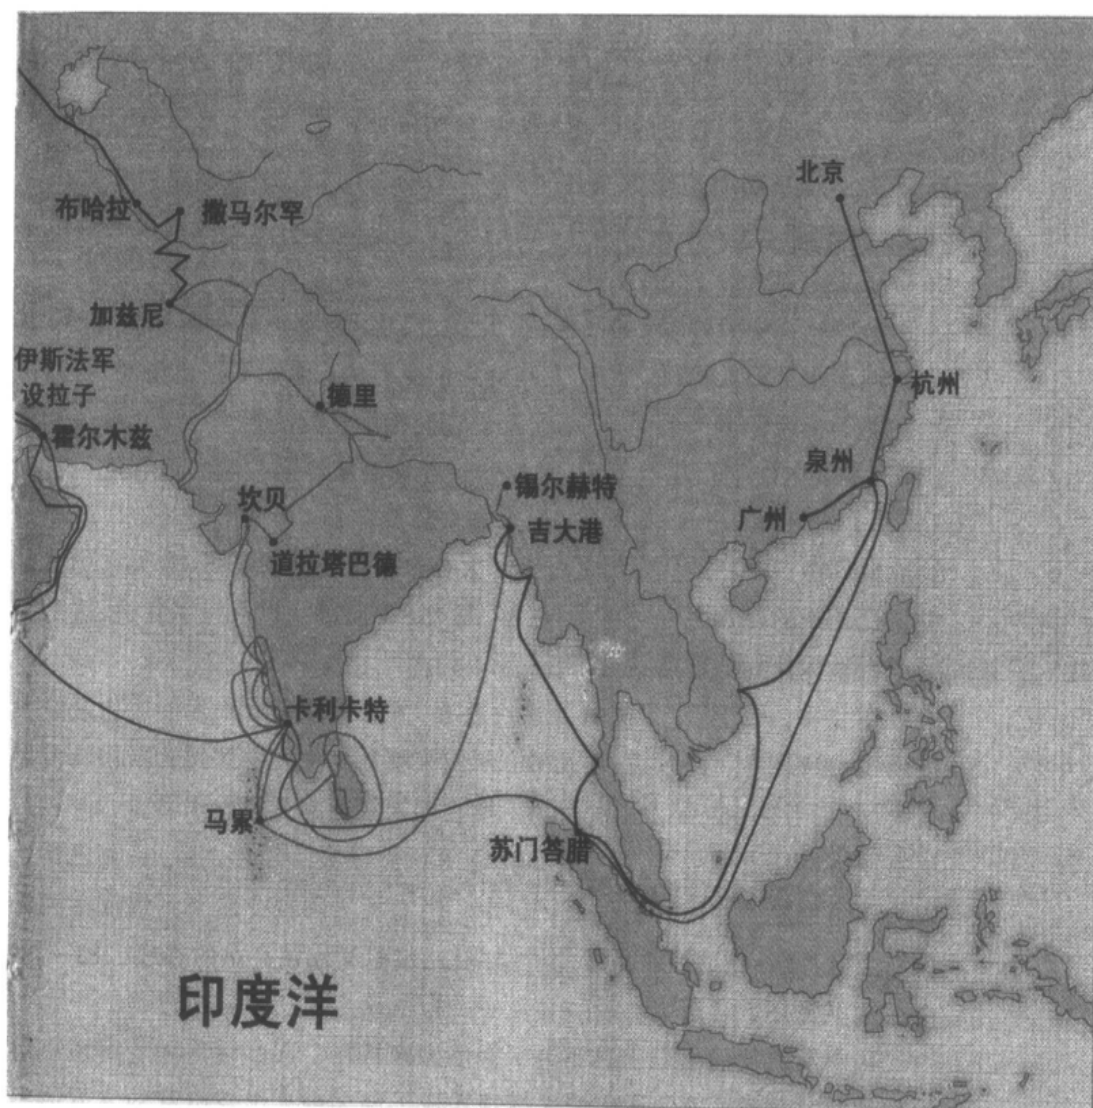 北京
布哈拉
撒马尔罕
加兹尼
伊斯法罕
设拉子
德里
杭州
霍尔木兹
泉州
锡尔赫特
坎贝
广州
吉大港
道拉塔巴德
卡利卡特
马累
苏门答腊
印度洋